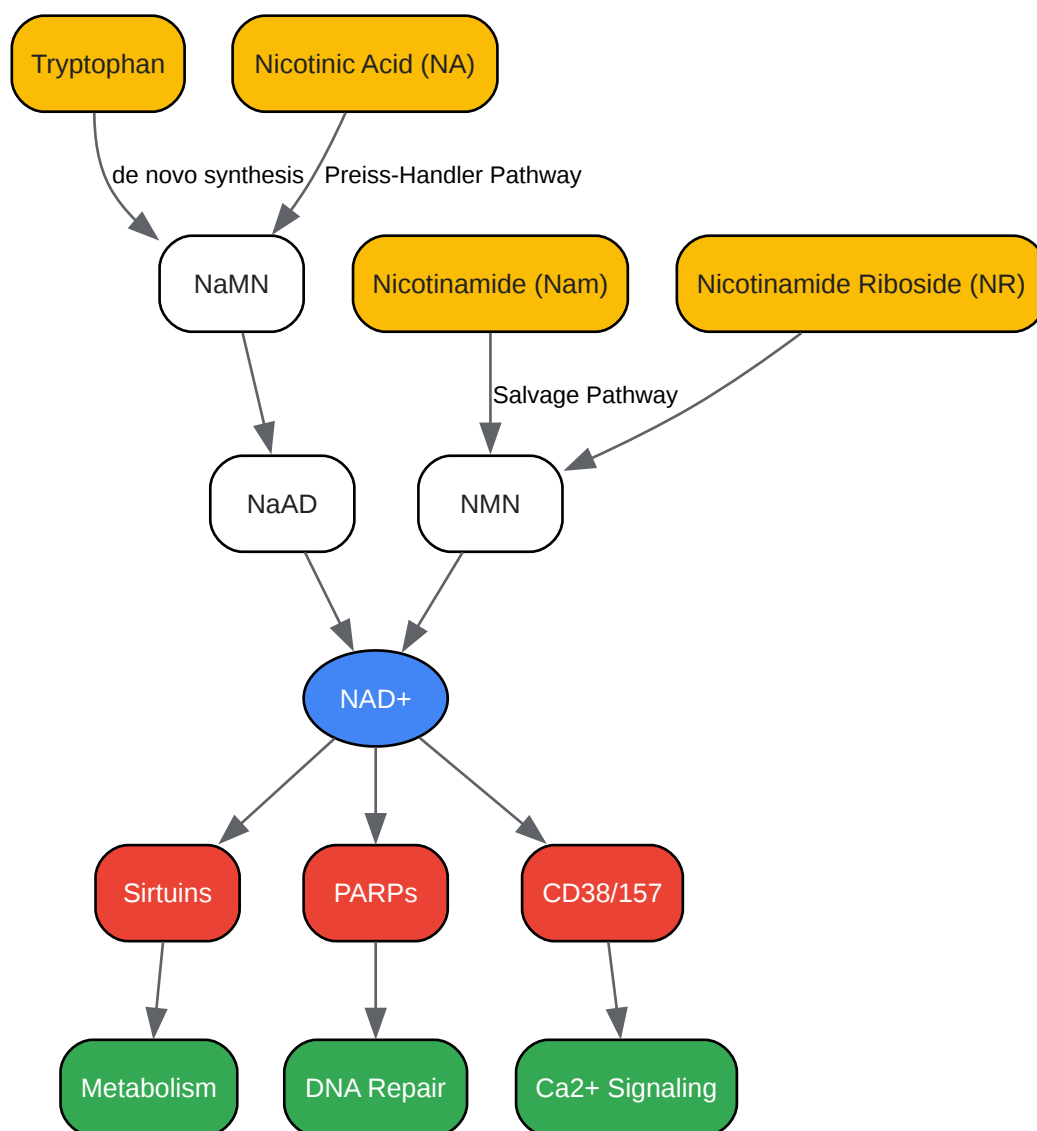 Tryptophan
Nicotinic Acid (NA)
de novo synthesis
Preiss-Handler Pathway
NaMN
Nicotinamide (Nam)
Nicotinamide Riboside (NR)
Salvage Pathway
NaAD
NMN
NAD+
Sirtuins
PARPs
CD38/157
Metabolism
DNA Repair
Ca2+ Signaling